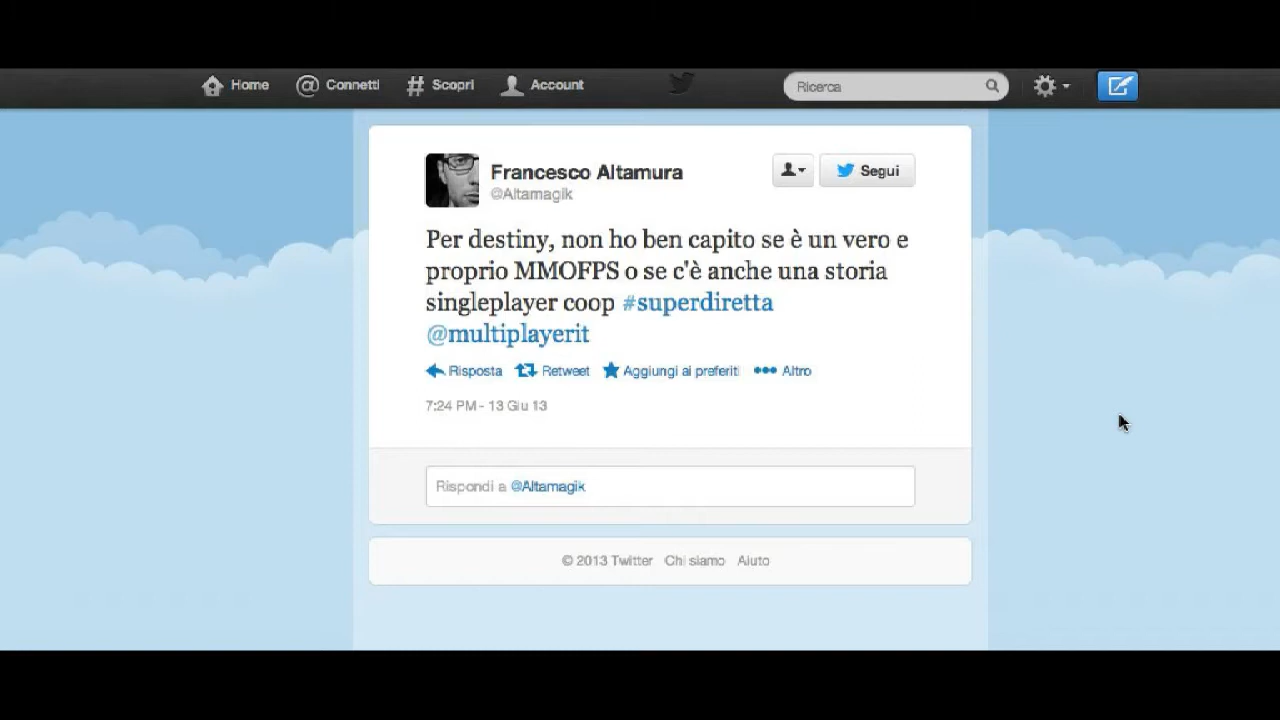 Home Connetti Scopri Account Ricerca
Francesco Altamura Segui
@Altamagik
Per destiny, non ho ben capito se è un vero e
proprio MMOFPS o se c'è anche una storia
singleplayer coop #superdiretta
@multiplayerit
Risposta Retweet Aggiungi ai preferiti Altro
7:24 PM - 13 Giu 13
Rispondi a @Altamagik
© 2013 Twitter Chi siamo Aiuto